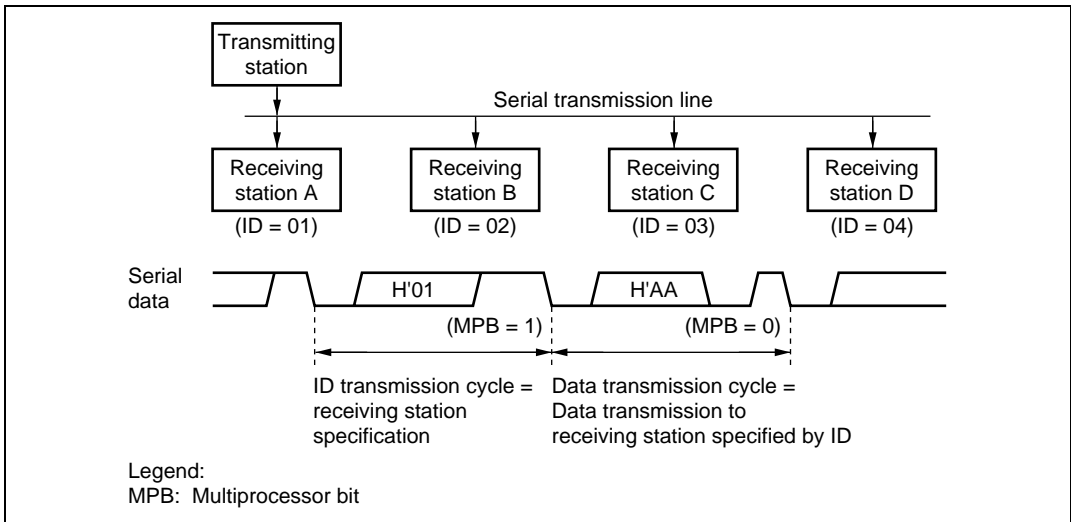 Transmitting
station
Serial transmission line
Receiving
station A
Receiving
station B
Receiving
station C
Receiving
station D
(ID = 01)
(ID = 02)
(ID = 03)
(ID = 04)
Serial
data
H'01
H'AA
(MPB = 1)
(MPB = 0)
ID transmission cycle =
receiving station
specification
Data transmission cycle =
Data transmission to
receiving station specified by ID
Legend:
MPB: Multiprocessor bit